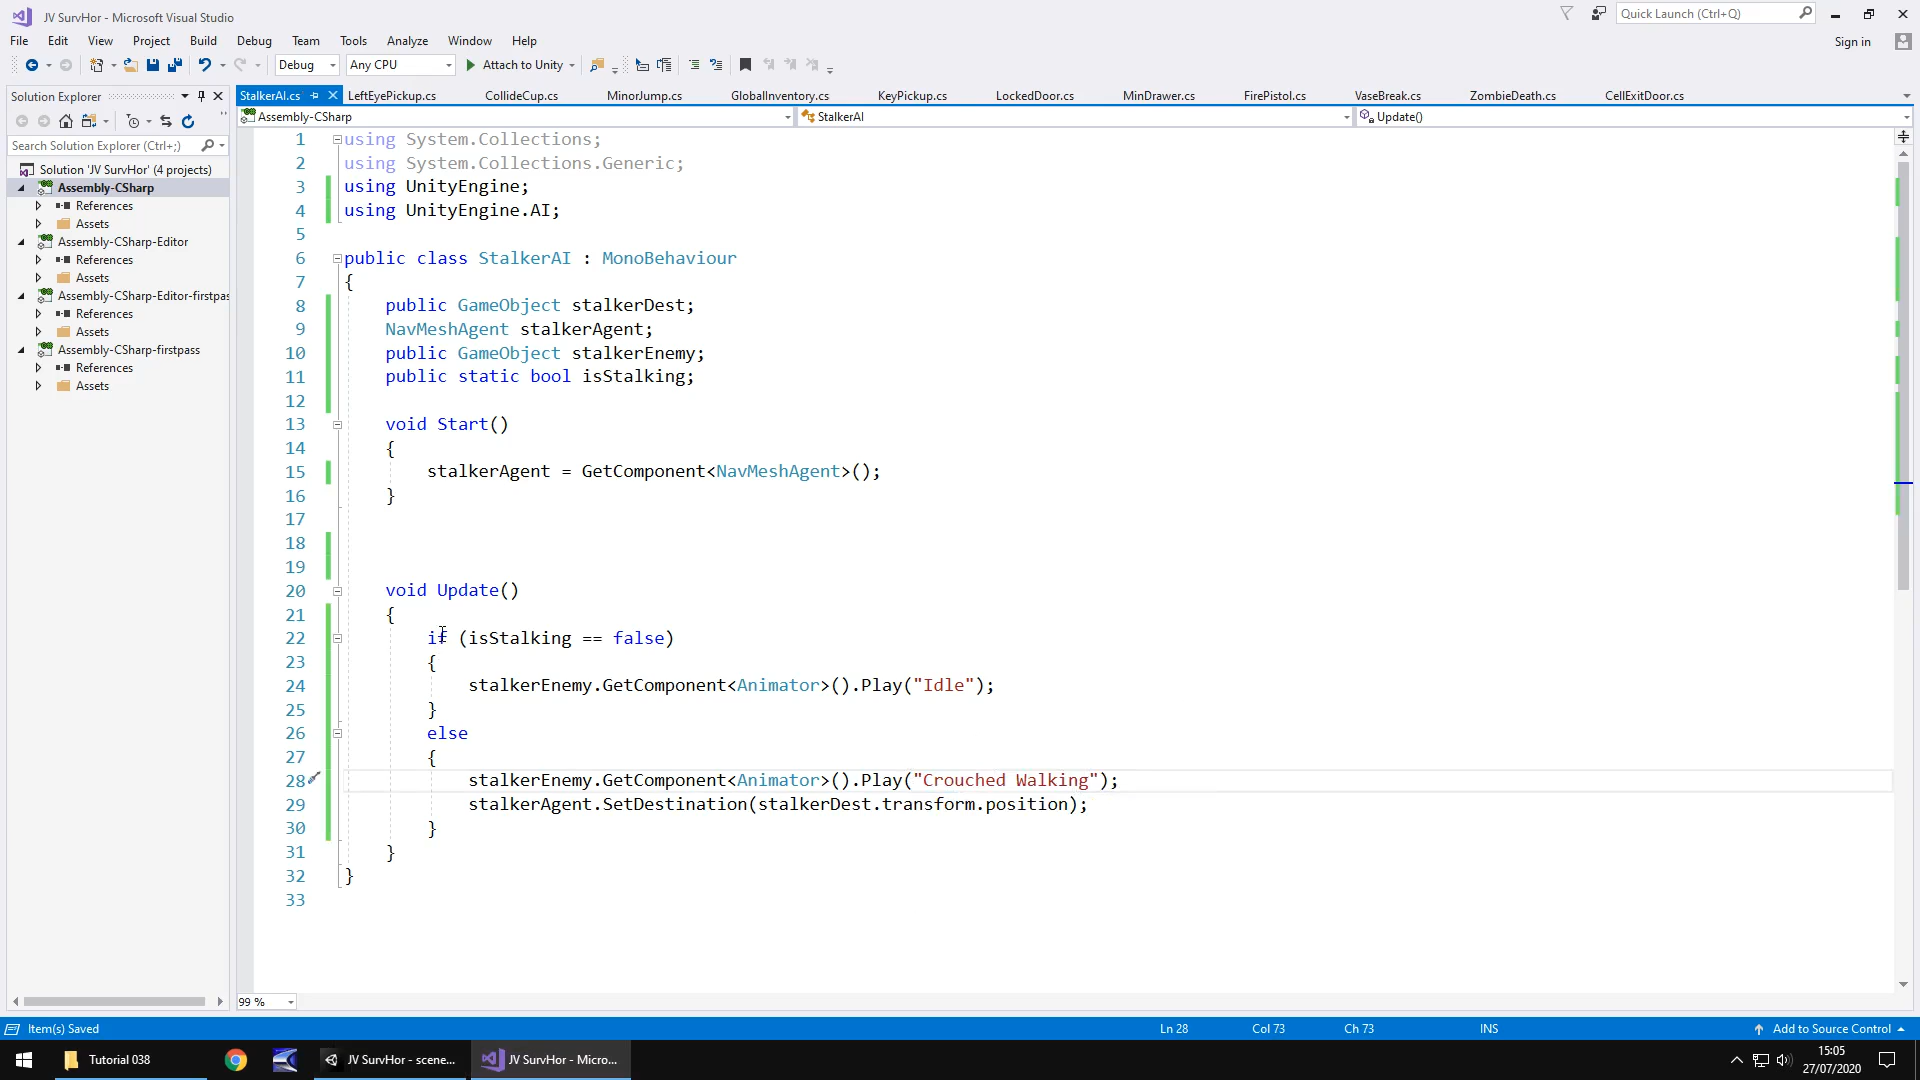 JV SurvHor - Microsoft Visual Studio
Quick Launch (Ctrl+Q)
File Edit View Project Build Debug Team Tools Analyze Window Help
Sign in
Debug Any CPU Attach to Unity
Solution Explorer
StalkerAI.cs LeftEyePickup.cs CollideCup.cs MinorJump.cs GlobalInventory.cs KeyPickup.cs LockedDoor.cs MinDrawer.cs FirePistol.cs VaseBreak.cs ZombieDeath.cs CellExitDoor.cs
Assembly-CSharp StalkerAI Update()
Search Solution Explorer (Ctrl+;)
Solution 'JV SurvHor' (4 projects)
Assembly-CSharp
References
Assets
Assembly-CSharp-Editor
References
Assets
Assembly-CSharp-Editor-firstpas
References
Assets
Assembly-CSharp-firstpass
References
Assets
1 using System.Collections;
2 using System.Collections.Generic;
3 using UnityEngine;
4 using UnityEngine.AI;
5
6 public class StalkerAI : MonoBehaviour
7 {
8 public GameObject stalkerDest;
9 NavMeshAgent stalkerAgent;
10 public GameObject stalkerEnemy;
11 public static bool isStalking;
12
13 void Start()
14 {
15 stalkerAgent = GetComponent<NavMeshAgent>();
16 }
17
18
19
20 void Update()
21 {
22 if (isStalking == false)
23 {
24 stalkerEnemy.GetComponent<Animator>().Play("Idle");
25 }
26 else
27 {
28 stalkerEnemy.GetComponent<Animator>().Play("Crouched Walking");
29 stalkerAgent.SetDestination(stalkerDest.transform.position);
30 }
31 }
32 }
33
99 %
Item(s) Saved Ln 28 Col 73 Ch 73 INS Add to Source Control
Tutorial 038 JV SurvHor - scene... JV SurvHor - Micro...
15:05
27/07/2020